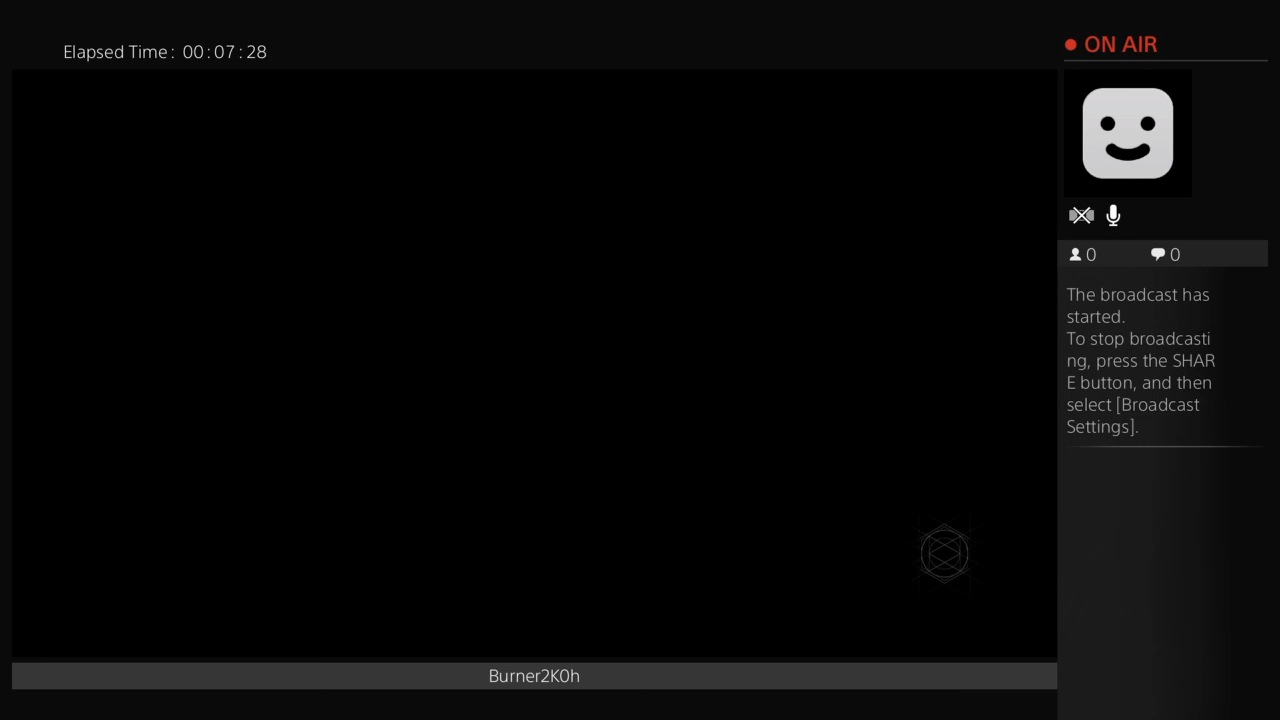 Elapsed Time: 00:07:28
ON AIR
0 0
The broadcast has
started.
To stop broadcasti
ng, press the SHAR
E button, and then
select [Broadcast
Settings].
Burner2K0h